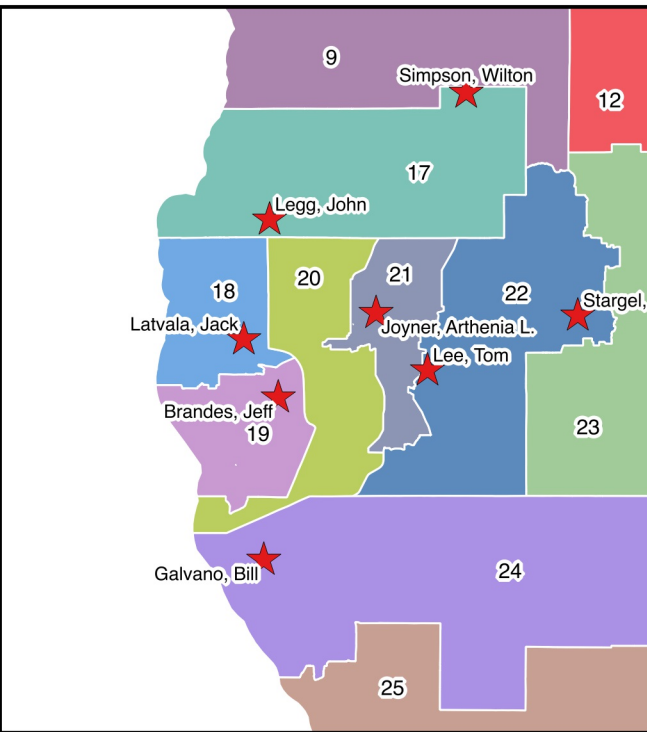 9
Simpson, Wilton
12
17
Legg, John
18
20
21
22
Stargel,
Latvala, Jack
Joyner, Arthenia L.
Lee, Tom
Brandes, Jeff
19
23
Galvano, Bill
24
25